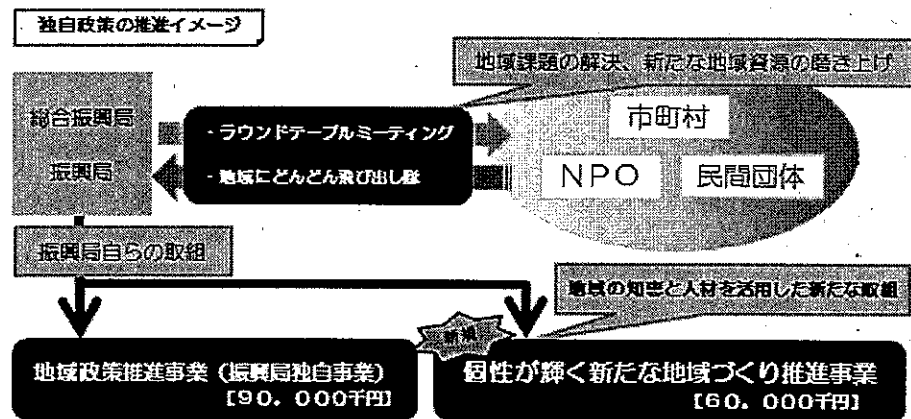 独自政策の推進イメージ
地域課題の解決、新たな地域資源の磨き上げ
総合振興局
振興局
・ラウンドテーブルミーティング
・地域にどんどん飛び出し隊
市町村
NPO
民間団体
振興局自らの取組
地域の知恵と人材を活用した新たな取組
新規
地域政策推進事業(振興局独自事業)
[90,000千円]
個性が輝く新たな地域づくり推進事業
[60,000千円]